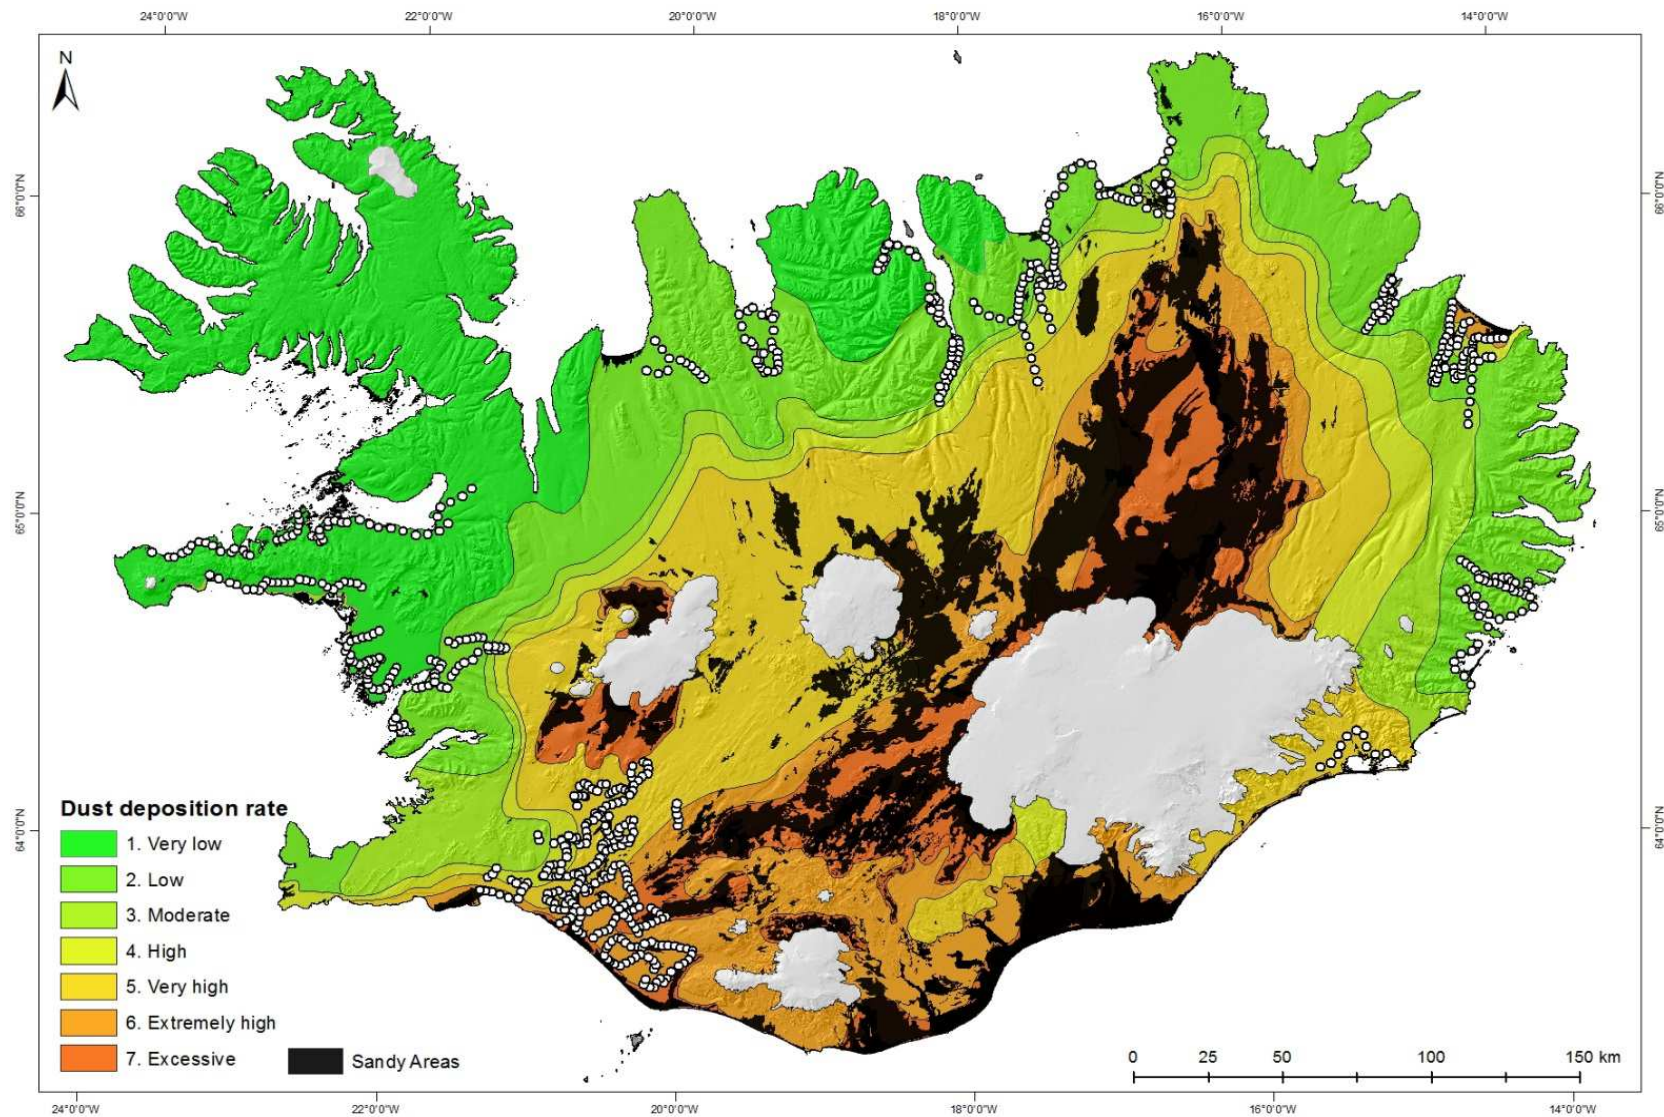 24°0'0"W 22°0'0"W 20°0'0"W 18°0'0"W 16°0'0"W 14°0'0"W
N
66°0'0"N 66°0'0"N
65°0'0"N 65°0'0"N
64°0'0"N 64°0'0"N
Dust deposition rate
1. Very low
2. Low
3. Moderate
4. High
5. Very high
6. Extremely high
7. Excessive
Sandy Areas
0 25 50 100 150 km
24°0'0"W 22°0'0"W 20°0'0"W 18°0'0"W 16°0'0"W 14°0'0"W